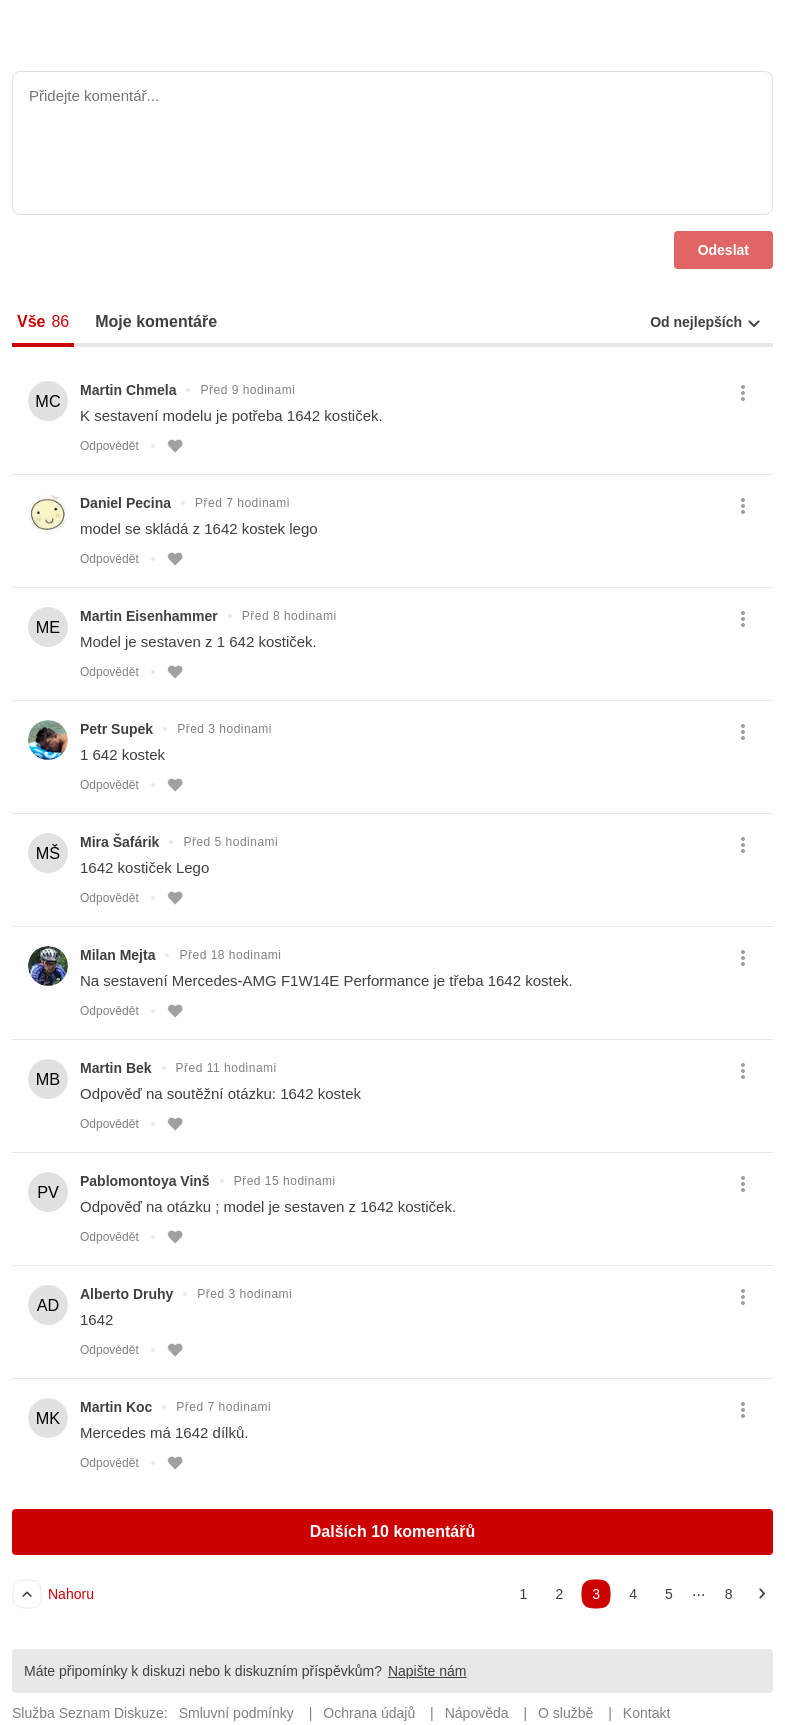 Přidejte komentář...
Odeslat
Vše 86 Moje komentáře Od nejlepších
MC Martin Chmela Před 9 hodinami
K sestavení modelu je potřeba 1642 kostiček.
Odpovědět
Daniel Pecina Před 7 hodinami
model se skládá z 1642 kostek lego
Odpovědět
ME Martin Eisenhammer Před 8 hodinami
Model je sestaven z 1 642 kostiček.
Odpovědět
Petr Supek Před 3 hodinami
1 642 kostek
Odpovědět
MŠ Mira Šafárik Před 5 hodinami
1642 kostiček Lego
Odpovědět
Milan Mejta Před 18 hodinami
Na sestavení Mercedes-AMG F1W14E Performance je třeba 1642 kostek.
Odpovědět
MB Martin Bek Před 11 hodinami
Odpověď na soutěžní otázku: 1642 kostek
Odpovědět
PV Pablomontoya Vinš Před 15 hodinami
Odpověď na otázku ; model je sestaven z 1642 kostiček.
Odpovědět
AD Alberto Druhy Před 3 hodinami
1642
Odpovědět
MK Martin Koc Před 7 hodinami
Mercedes má 1642 dílků.
Odpovědět
Dalších 10 komentářů
Nahoru 1 2 3 4 5 ... 8
Máte připomínky k diskuzi nebo k diskuzním příspěvkům? Napište nám
Služba Seznam Diskuze: Smluvní podmínky | Ochrana údajů | Nápověda | O službě | Kontakt